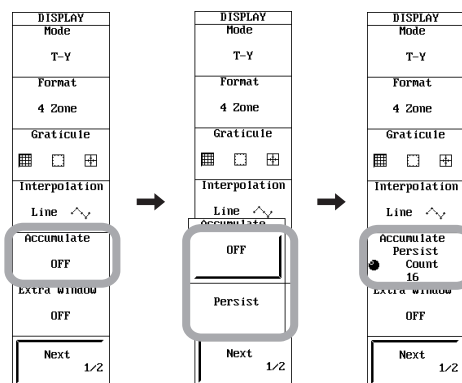 DISPLAY
Mode
T-Y
Format
4 Zone
Graticule
Interpolation
Line
Accumulate
OFF
Extra Window
OFF
Next
1/2
DISPLAY
Mode
T-Y
Format
4 Zone
Graticule
Interpolation
Line
Accumulate
OFF
Persist
Next
1/2
DISPLAY
Mode
T-Y
Format
4 Zone
Graticule
Interpolation
Line
Accumulate
Persist
Count
16
Extra Window
OFF
Next
1/2